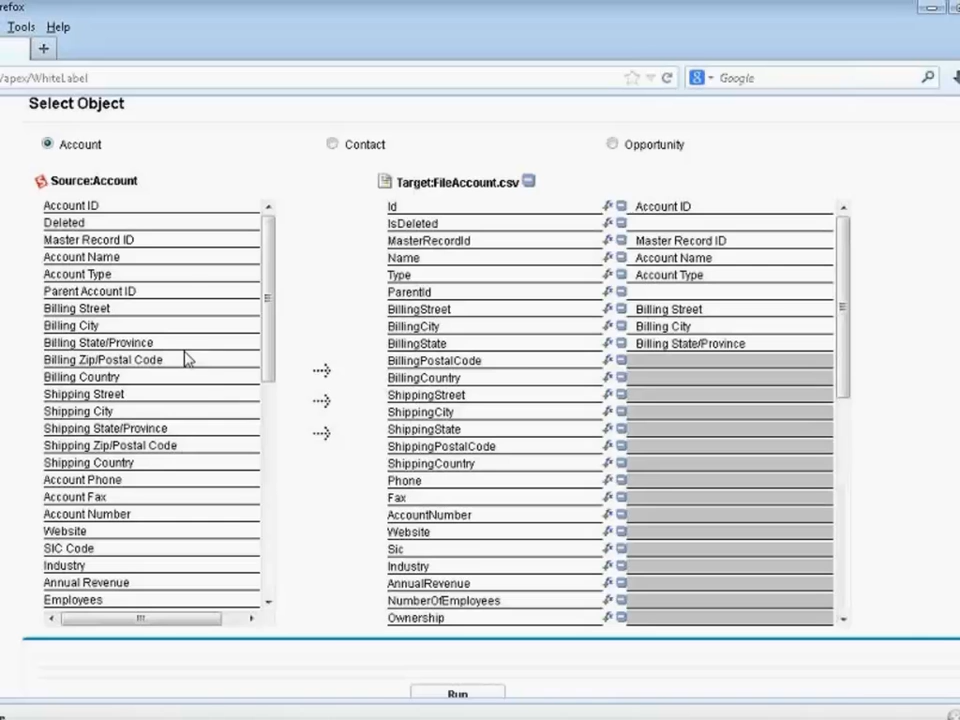 refox
Tools Help
+
/apex/WhiteLabel
8 Google
Select Object
Account Contact Opportunity
Source:Account
Target:FileAccount.csv
Account ID
Deleted
Master Record ID
Account Name
Account Type
Parent Account ID
Billing Street
Billing City
Billing State/Province
Billing Zip/Postal Code
Billing Country
Shipping Street
Shipping City
Shipping State/Province
Shipping Zip/Postal Code
Shipping Country
Account Phone
Account Fax
Account Number
Website
SIC Code
Industry
Annual Revenue
Employees
Id Account ID
IsDeleted
MasterRecordId Master Record ID
Name Account Name
Type Account Type
ParentId
BillingStreet Billing Street
BillingCity Billing City
BillingState Billing State/Province
BillingPostalCode
BillingCountry
ShippingStreet
ShippingCity
ShippingState
ShippingPostalCode
ShippingCountry
Phone
Fax
AccountNumber
Website
Sic
Industry
AnnualRevenue
NumberOfEmployees
Ownership
Run